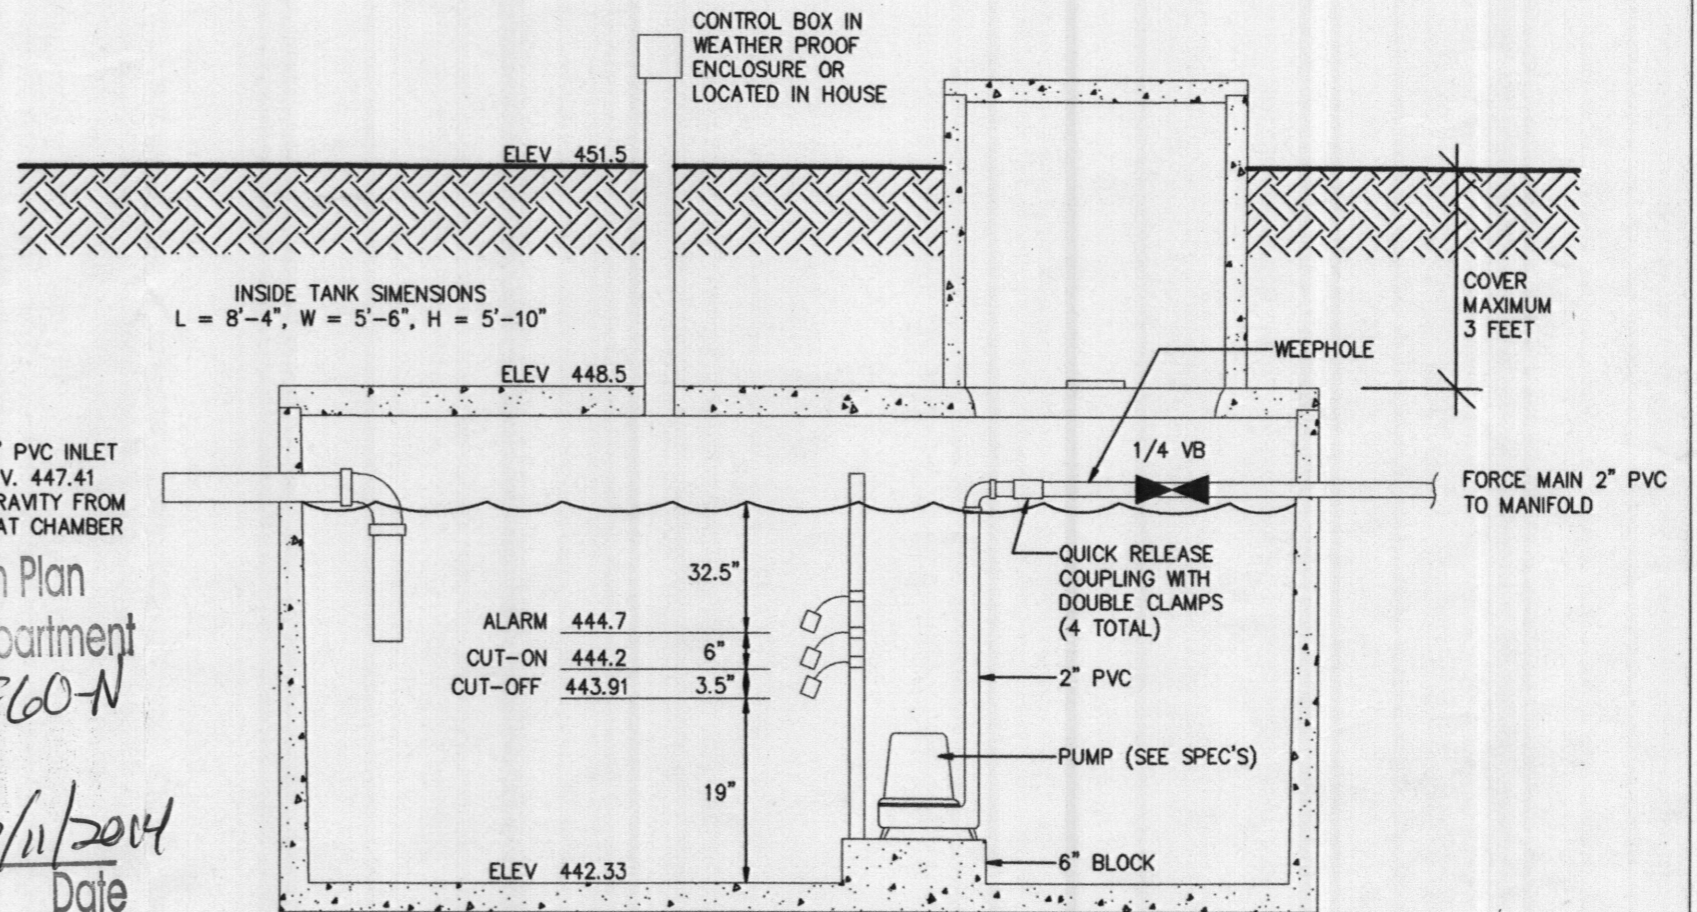 CONTROL BOX IN
WEATHER PROOF
ENCLOSURE OR
LOCATED IN HOUSE
ELEV 451.5
INSIDE TANK SIMENSIONS
L = 8'-4", W = 5'-6", H = 5'-10"
COVER
MAXIMUM
3 FEET
WEEPHOLE
ELEV 448.5
" PVC INLET
V. 447.41
RAVITY FROM
AT CHAMBER
1/4 VB
FORCE MAIN 2" PVC
TO MANIFOLD
QUICK RELEASE
COUPLING WITH
DOUBLE CLAMPS
(4 TOTAL)
32.5"
ALARM 444.7
6"
CUT-ON 444.2
CUT-OFF 443.91 3.5"
2" PVC
PUMP (SEE SPEC'S)
19"
6" BLOCK
ELEV 442.33
n Plan
partment
60-N
/11/2014
Date